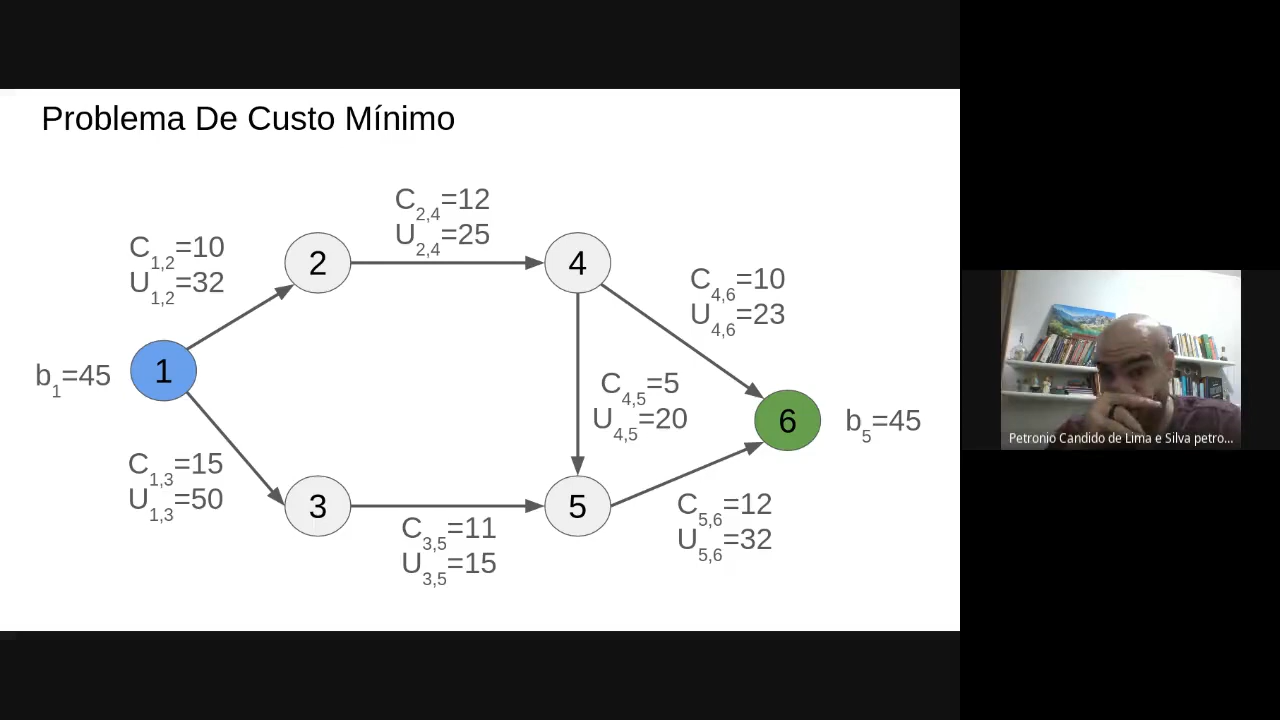 Problema De Custo Mínimo
C2,4=12
U2,4=25
C1,2=10
U1,2=32
2
4
C4,6=10
U4,6=23
b1=45
1
C4,5=5
U4,5=20
6
b5=45
C1,3=15
U1,3=50
3
5
C3,5=11
U3,5=15
C5,6=12
U5,6=32
Petronio Candido de Lima e Silva petro...